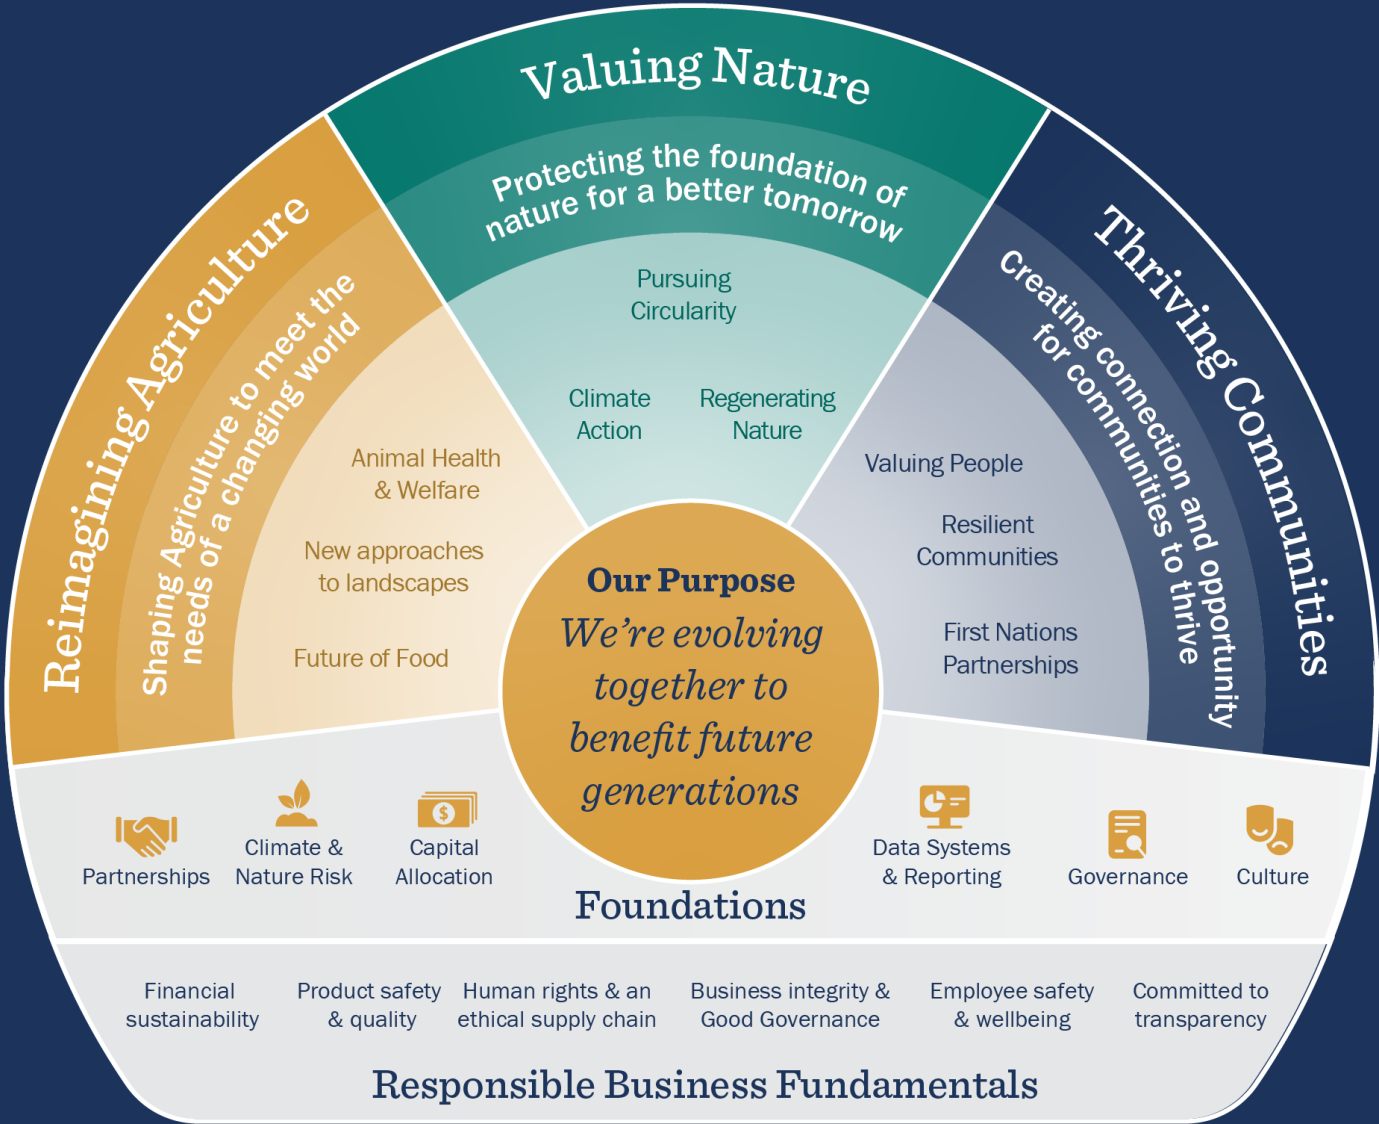 Valuing Nature
Protecting the foundation of
nature for a better tomorrow
Pursuing
Circularity
Climate
Action
Regenerating
Nature
Reimagining Agriculture
Shaping Agriculture to meet the
needs of a changing world
Animal Health
& Welfare
New approaches
to landscapes
Future of Food
Thriving Communities
Creating connection and opportunity
for communities to thrive
Valuing People
Resilient
Communities
First Nations
Partnerships
Our Purpose
We’re evolving
together to
benefit future
generations
Partnerships
Climate &
Nature Risk
$
Capital
Allocation
Data Systems
& Reporting
Governance
Culture
Foundations
Financial
sustainability
Product safety
& quality
Human rights & an
ethical supply chain
Business integrity &
Good Governance
Employee safety
& wellbeing
Committed to
transparency
Responsible Business Fundamentals